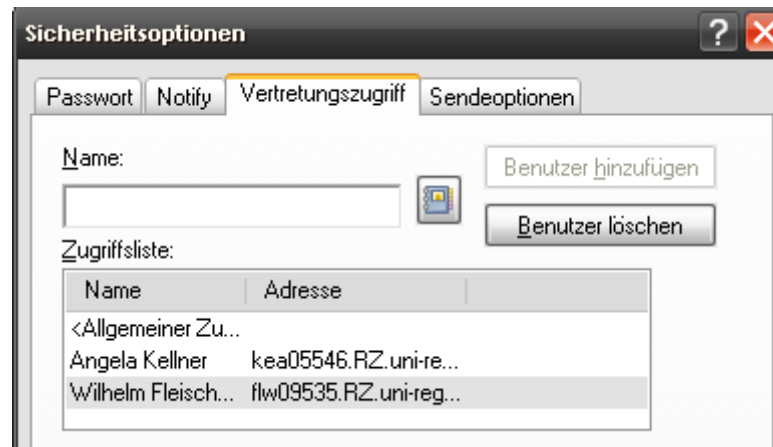 Sicherheitsoptionen
Passwort Notify Vertretungszugriff Sendeoptionen
Name:
Benutzer hinzufügen
Benutzer löschen
Zugriffsliste:
Name Adresse
<Allgemeiner Zu...
Angela Kellner kea05546.RZ.uni-re...
Wilhelm Fleisch... flw09535.RZ.uni-reg...